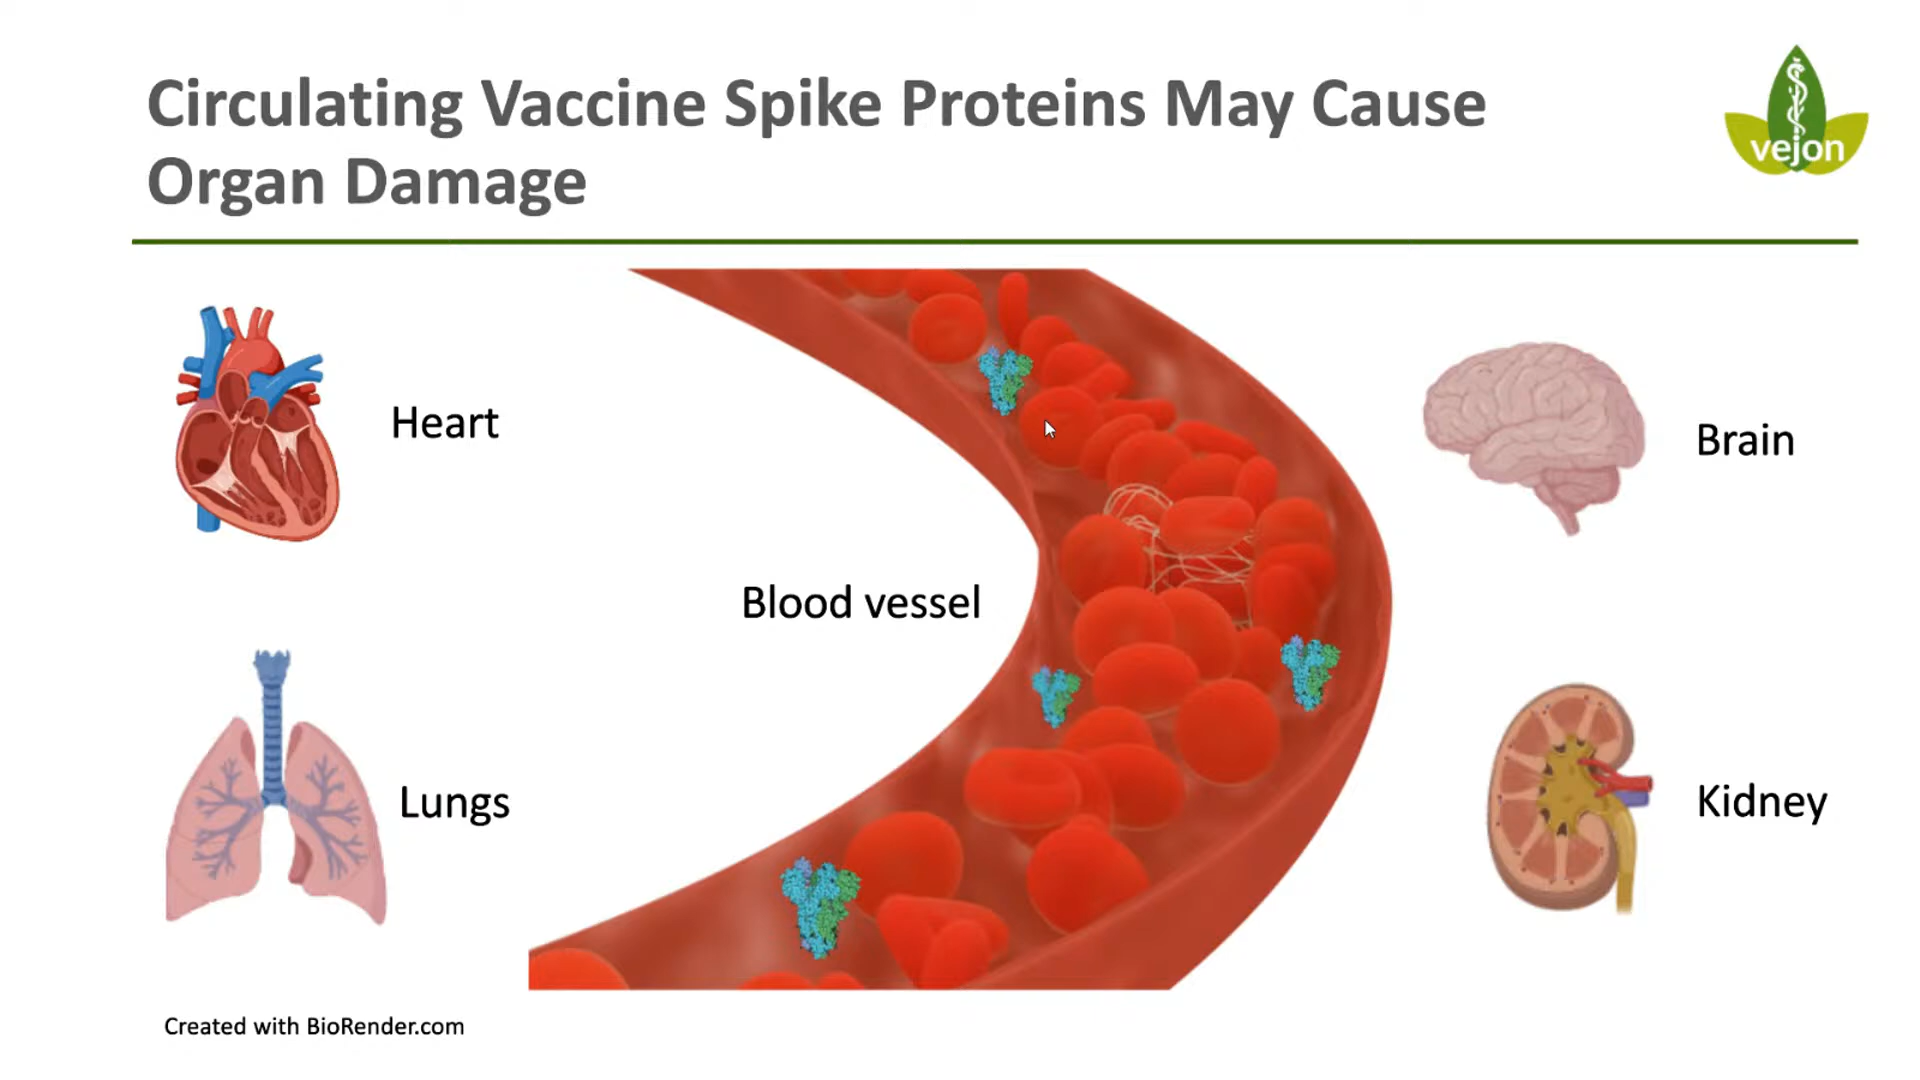 Circulating Vaccine Spike Proteins May Cause
Organ Damage
vejon
Heart
Brain
Blood vessel
Lungs
Kidney
Created with BioRender.com